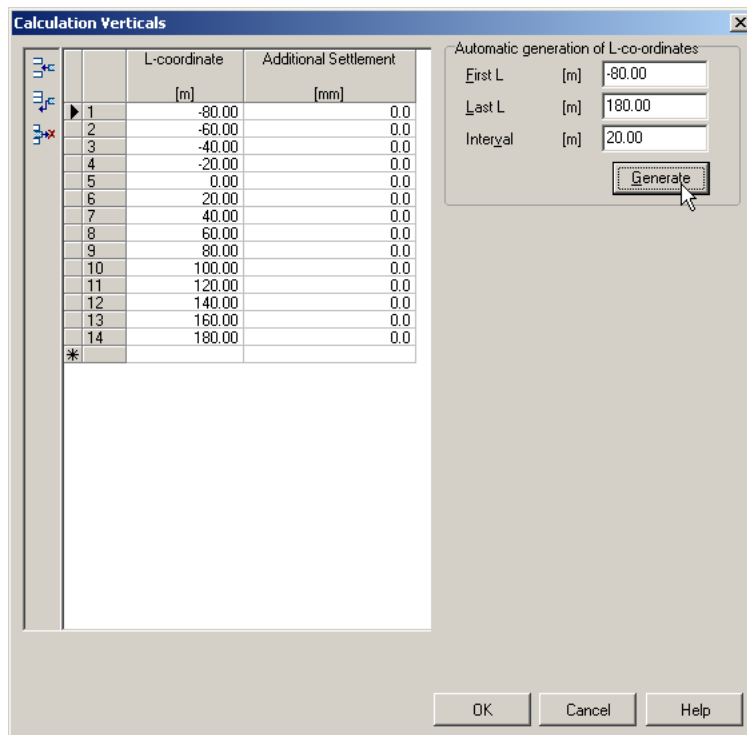 Calculation Verticals
L-coordinate Additional Settlement
[m] [mm]
1 -80.00 0.0
2 -60.00 0.0
3 -40.00 0.0
4 -20.00 0.0
5 0.00 0.0
6 20.00 0.0
7 40.00 0.0
8 60.00 0.0
9 80.00 0.0
10 100.00 0.0
11 120.00 0.0
12 140.00 0.0
13 160.00 0.0
14 180.00 0.0
Automatic generation of L-co-ordinates
First L [m] -80.00
Last L [m] 180.00
Interval [m] 20.00
Generate
OK Cancel Help